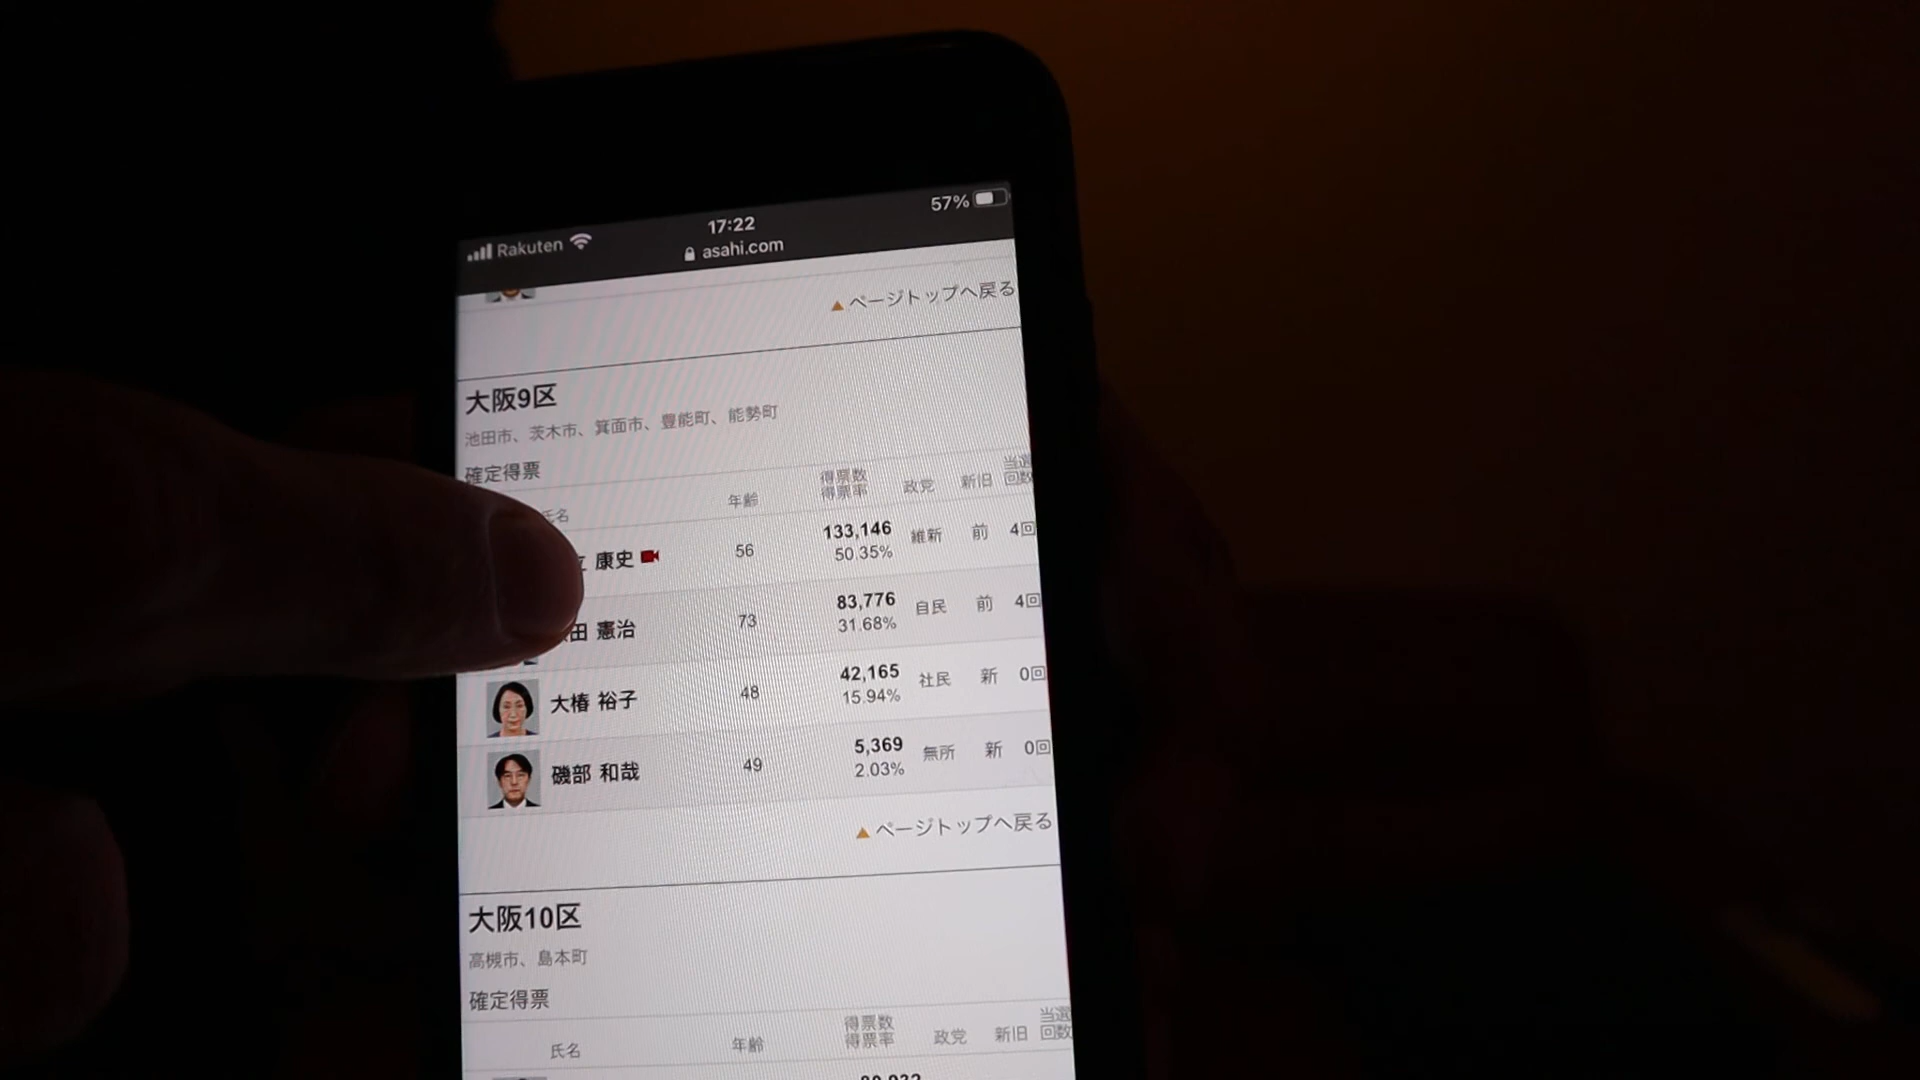 Rakuten 17:22 57%
asahi.com
▲ページトップへ戻る
大阪9区
池田市、茨木市、箕面市、豊能町、能勢町
確定得票
氏名 年齢 得票数 得票率 政党 新旧 当選回数
康史 56 133,146 50.35% 維新 前 4回
田 憲治 73 83,776 31.68% 自民 前 4回
大椿 裕子 48 42,165 15.94% 社民 新 0回
磯部 和哉 49 5,369 2.03% 無所 新 0回
▲ページトップへ戻る
大阪10区
高槻市、島本町
確定得票
氏名 年齢 得票数 得票率 政党 新旧 当選回数
80,932